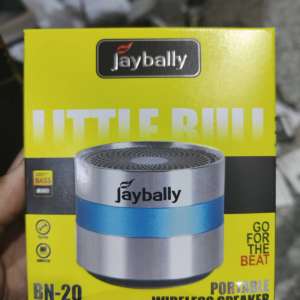 jaybally
LITTLE BULL
BASS
jaybally
GO
FOR
THE
BEAT
BN-20
PORTABLE
WIRELESS SPEAKER